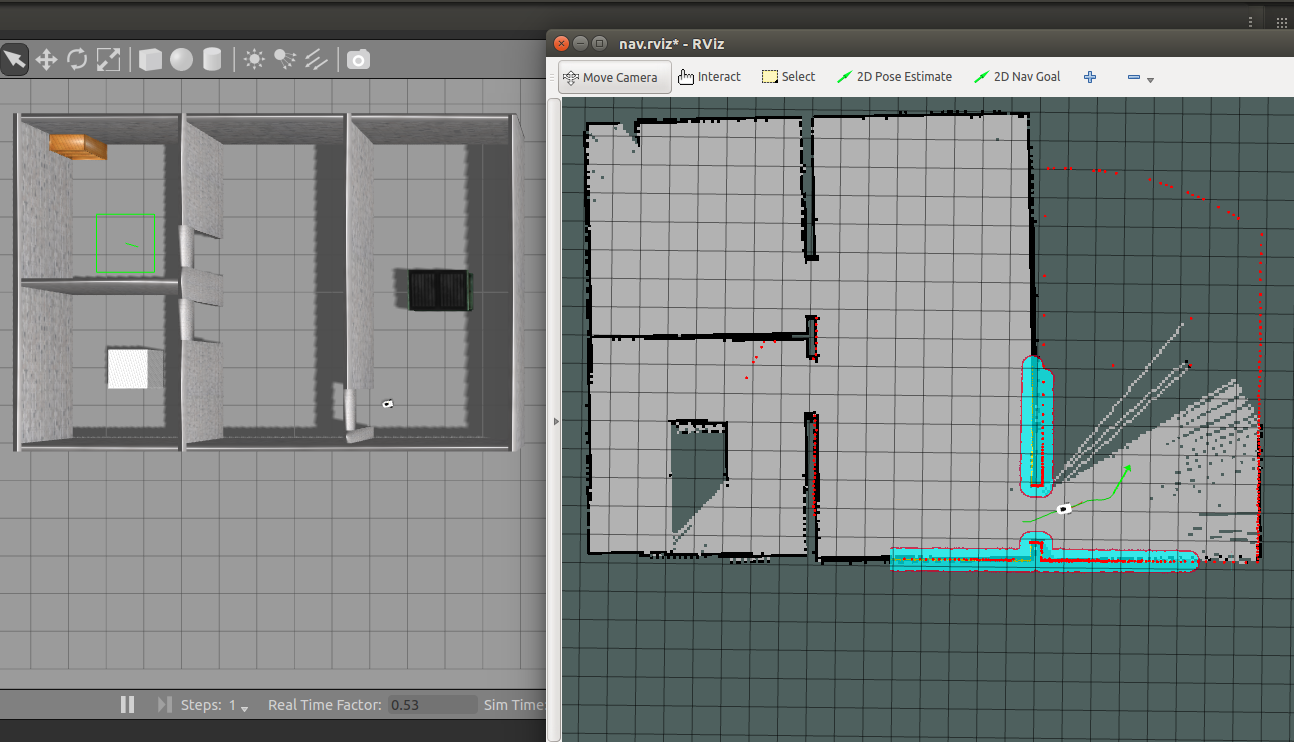 nav.rviz* - RViz
Move Camera
Interact
Select
2D Pose Estimate
2D Nav Goal
Steps: 1
Real Time Factor: 0.53
Sim Time